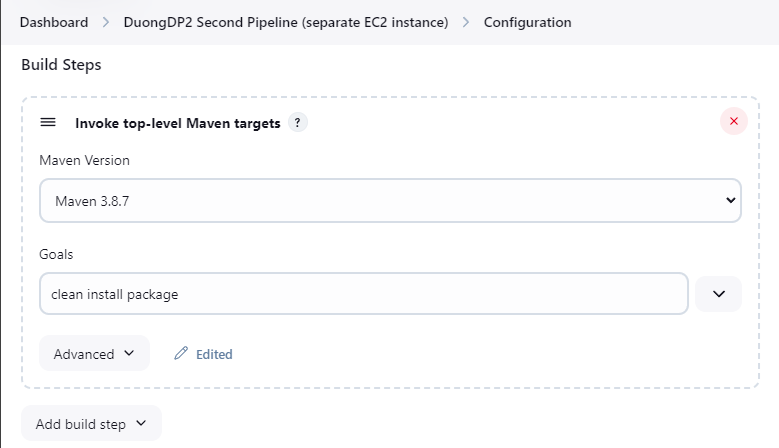 Dashboard > DuongDP2 Second Pipeline (separate EC2 instance) > Configuration
Build Steps
Invoke top-level Maven targets ?
Maven Version
Maven 3.8.7
Goals
clean install package
Advanced
Edited
Add build step